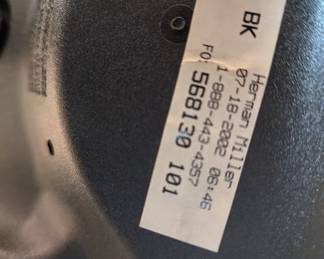 BK
Herman Miller
07-18-2002 06:46
1-888-443-4357
FO: 568130 101